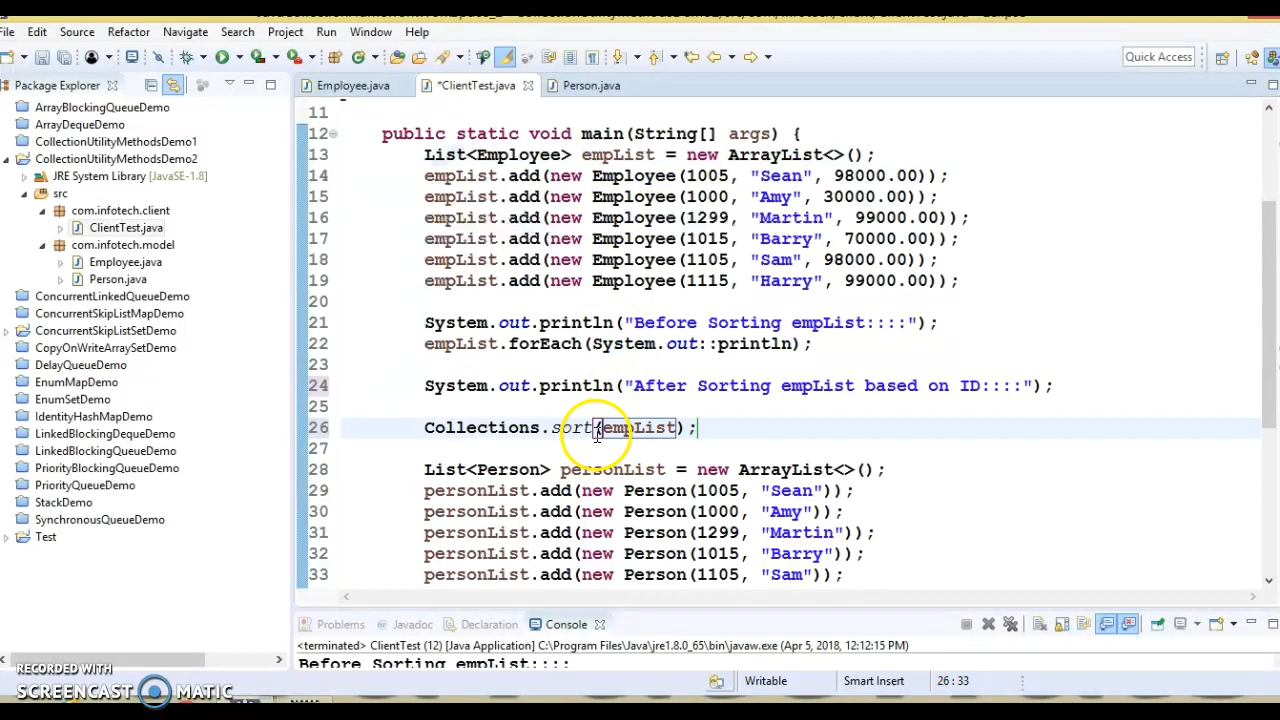 File Edit Source Refactor Navigate Search Project Run Window Help
Quick Access
Package Explorer
Employee.java
*ClientTest.java
Person.java
ArrayBlockingQueueDemo
ArrayDequeDemo
CollectionUtilityMethodsDemo1
CollectionUtilityMethodsDemo2
JRE System Library [JavaSE-1.8]
src
com.infotech.client
ClientTest.java
com.infotech.model
Employee.java
Person.java
ConcurrentLinkedQueueDemo
ConcurrentSkipListMapDemo
ConcurrentSkipListSetDemo
CopyOnWriteArraySetDemo
DelayQueueDemo
EnumMapDemo
EnumSetDemo
IdentityHashMapDemo
LinkedBlockingDequeDemo
LinkedBlockingQueueDemo
PriorityBlockingQueueDemo
PriorityQueueDemo
StackDemo
SynchronousQueueDemo
Test
11
12 public static void main(String[] args) {
13 List<Employee> empList = new ArrayList<>();
14 empList.add(new Employee(1005, "Sean", 98000.00));
15 empList.add(new Employee(1000, "Amy", 30000.00));
16 empList.add(new Employee(1299, "Martin", 99000.00));
17 empList.add(new Employee(1015, "Barry", 70000.00));
18 empList.add(new Employee(1105, "Sam", 98000.00));
19 empList.add(new Employee(1115, "Harry", 99000.00));
20
21 System.out.println("Before Sorting empList::::");
22 empList.forEach(System.out::println);
23
24 System.out.println("After Sorting empList based on ID::::");
25
26 Collections.sort(empList);
27
28 List<Person> personList = new ArrayList<>();
29 personList.add(new Person(1005, "Sean"));
30 personList.add(new Person(1000, "Amy"));
31 personList.add(new Person(1299, "Martin"));
32 personList.add(new Person(1015, "Barry"));
33 personList.add(new Person(1105, "Sam"));
Problems Javadoc Declaration Console
<terminated> ClientTest (12) [Java Application] C:\Program Files\Java\jre1.8.0_65\bin\javaw.exe (Apr 5, 2018, 12:12:15 PM)
Before Sorting empList::::
Writable Smart Insert 26 : 33
RECORDED WITH
SCREENCAST MATIC